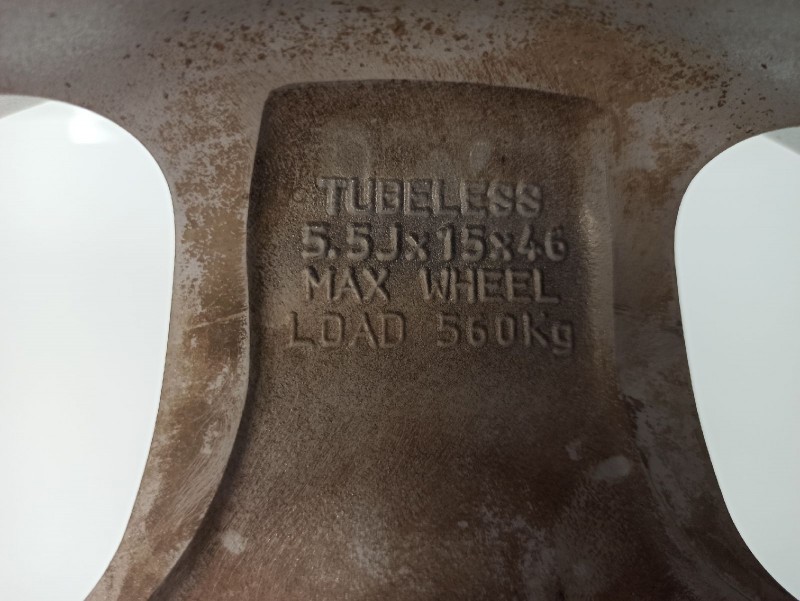 TUBELESS
5.5Jx15x46
MAX WHEEL
LOAD 560Kg